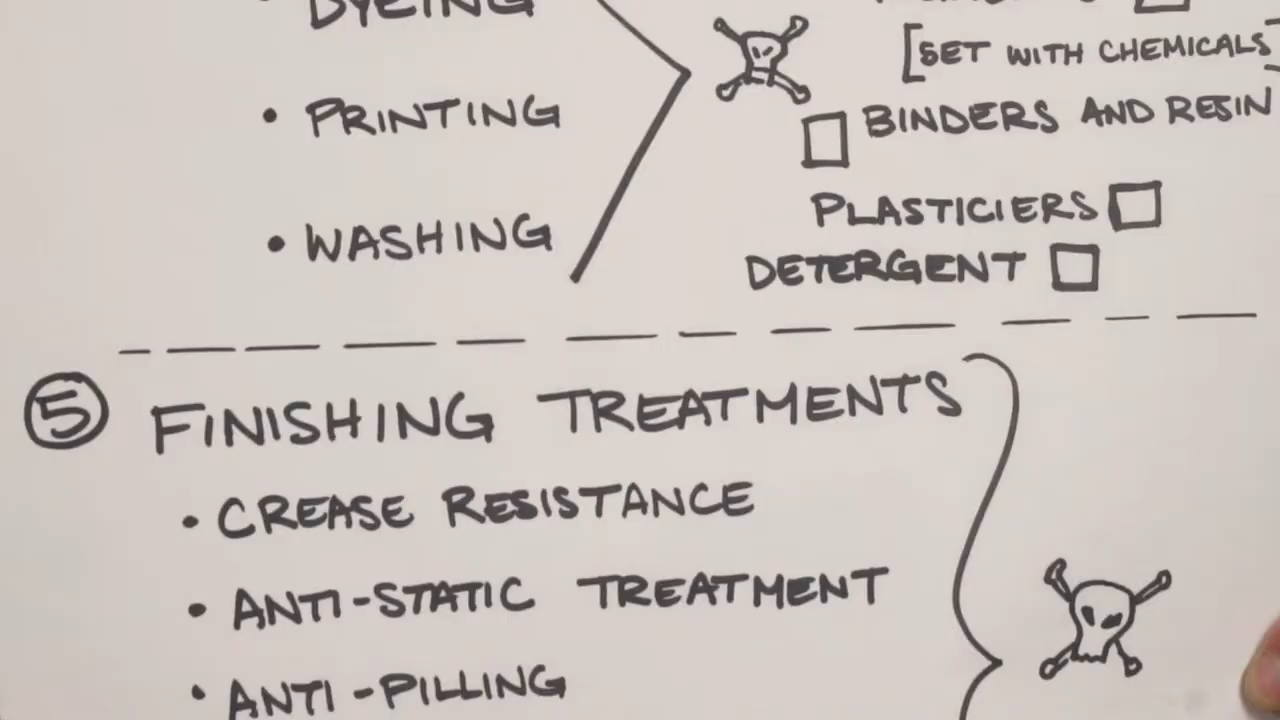 • DYEING
[SET WITH CHEMICALS]
• PRINTING
BINDERS AND RESIN
PLASTICIERS
• WASHING
DETERGENT
5 FINISHING TREATMENTS
• CREASE RESISTANCE
• ANTI-STATIC TREATMENT
• ANTI-PILLING